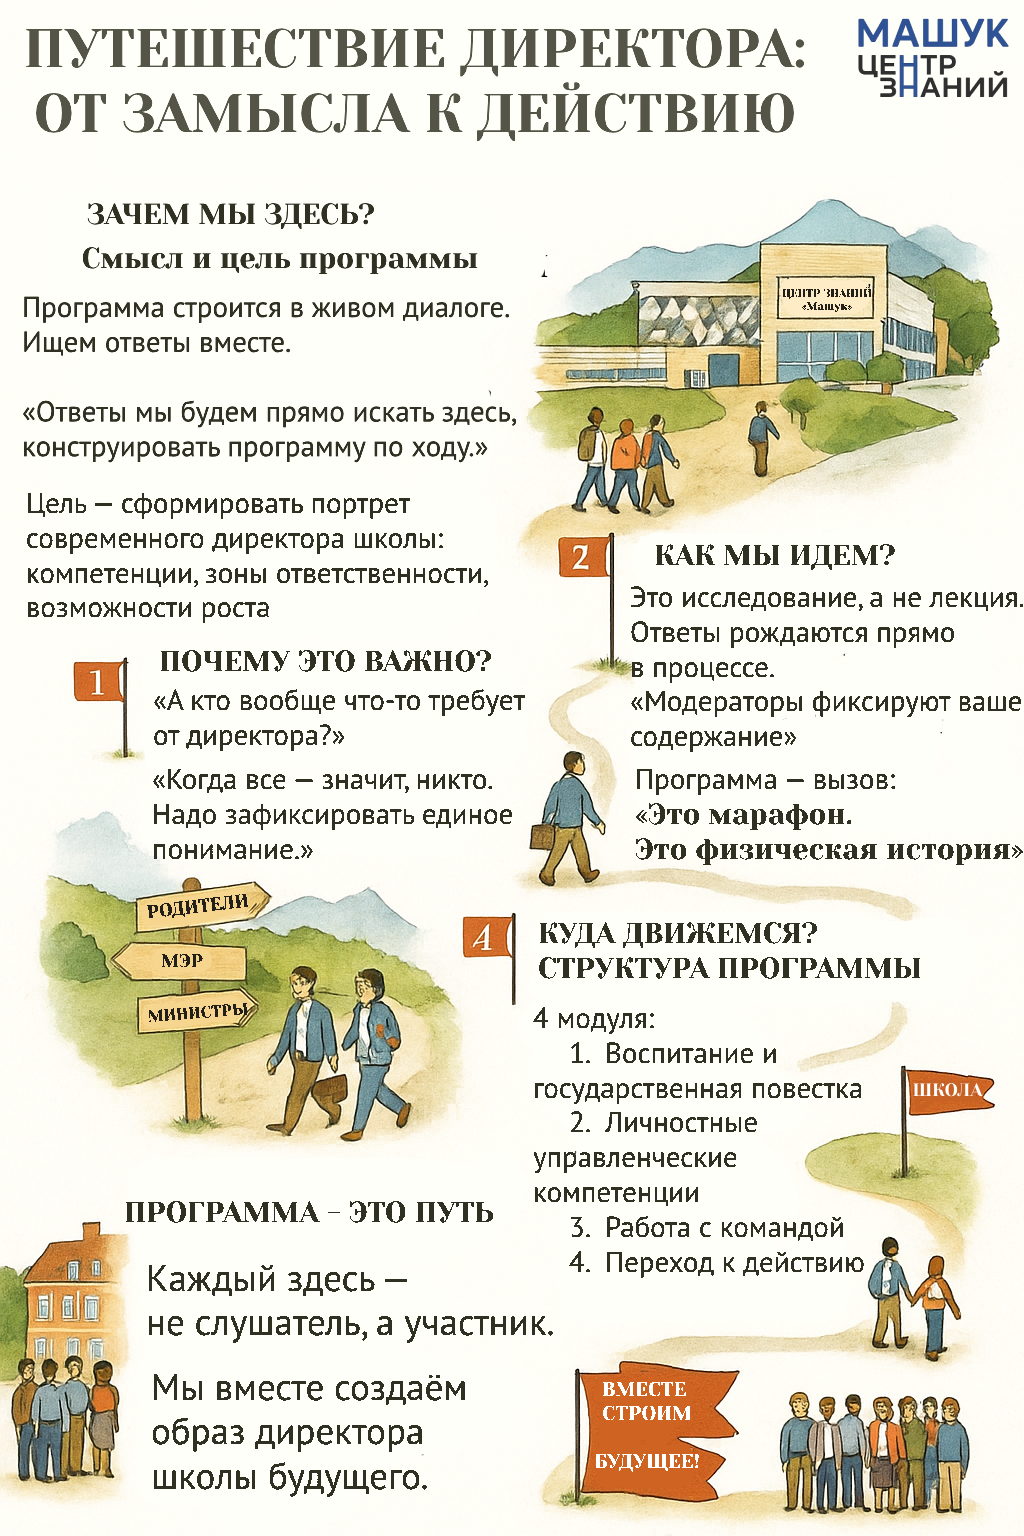 ПУТЕШЕСТВИЕ ДИРЕКТОРА:
ОТ ЗАМЫСЛА К ДЕЙСТВИЮ
МАШУК
ЦЕНТР
ЗНАНИЙ
ЗАЧЕМ МЫ ЗДЕСЬ?
Смысл и цель программы
Программа строится в живом диалоге.
Ищем ответы вместе.
«Ответы мы будем прямо искать здесь,
конструировать программу по ходу.»
Цель — сформировать портрет
современного директора школы:
компетенции, зоны ответственности,
возможности роста
ЦЕНТР ЗНАНИЙ
«Машук»
1
ПОЧЕМУ ЭТО ВАЖНО?
«А кто вообще что-то требует
от директора?»
«Когда все — значит, никто.
Надо зафиксировать единое
понимание.»
РОДИТЕЛИ
МЭР
МИНИСТРЫ
2
КАК МЫ ИДЕМ?
Это исследование, а не лекция.
Ответы рождаются прямо
в процессе.
«Модераторы фиксируют ваше
содержание»
Программа — вызов:
«Это марафон.
Это физическая история»
4
КУДА ДВИЖЕМСЯ?
СТРУКТУРА ПРОГРАММЫ
4 модуля:
1. Воспитание и
государственная повестка
2. Личностные
управленческие
компетенции
3. Работа с командой
4. Переход к действию
ШКОЛА
ПРОГРАММА – ЭТО ПУТЬ
Каждый здесь —
не слушатель, а участник.
Мы вместе создаём
образ директора
школы будущего.
ВМЕСТЕ
СТРОИМ
БУДУЩЕЕ!